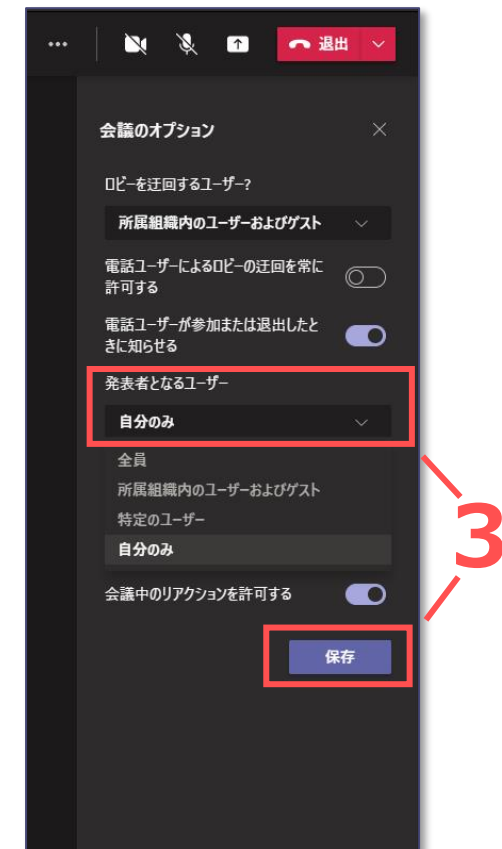 退出
会議のオプション
ロビーを迂回するユーザー?
所属組織内のユーザーおよびゲスト
電話ユーザーによるロビーの迂回を常に
許可する
電話ユーザーが参加または退出したと
きに知らせる
発表者となるユーザー
自分のみ
全員
所属組織内のユーザーおよびゲスト
特定のユーザー
自分のみ
会議中のリアクションを許可する
保存
3